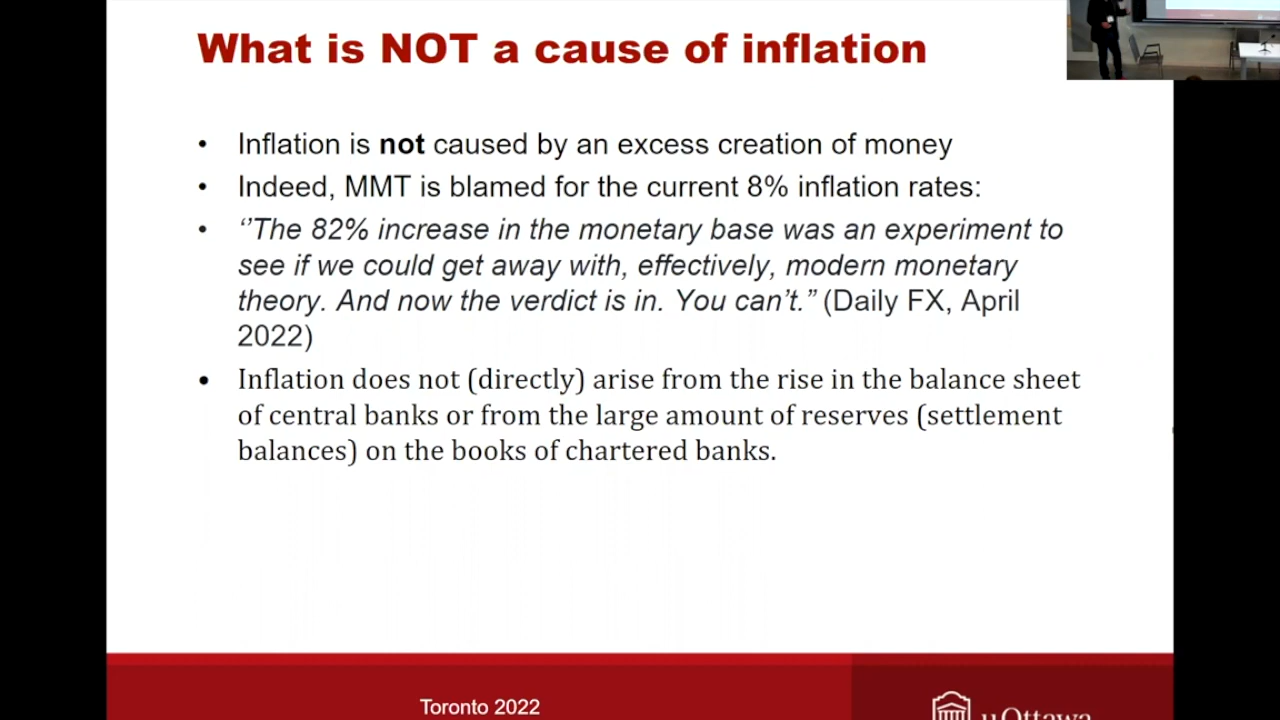 What is NOT a cause of inflation
• Inflation is not caused by an excess creation of money
• Indeed, MMT is blamed for the current 8% inflation rates:
• ‘’The 82% increase in the monetary base was an experiment to
see if we could get away with, effectively, modern monetary
theory. And now the verdict is in. You can’t.” (Daily FX, April
2022)
• Inflation does not (directly) arise from the rise in the balance sheet
of central banks or from the large amount of reserves (settlement
balances) on the books of chartered banks.
Toronto 2022
uOttawa